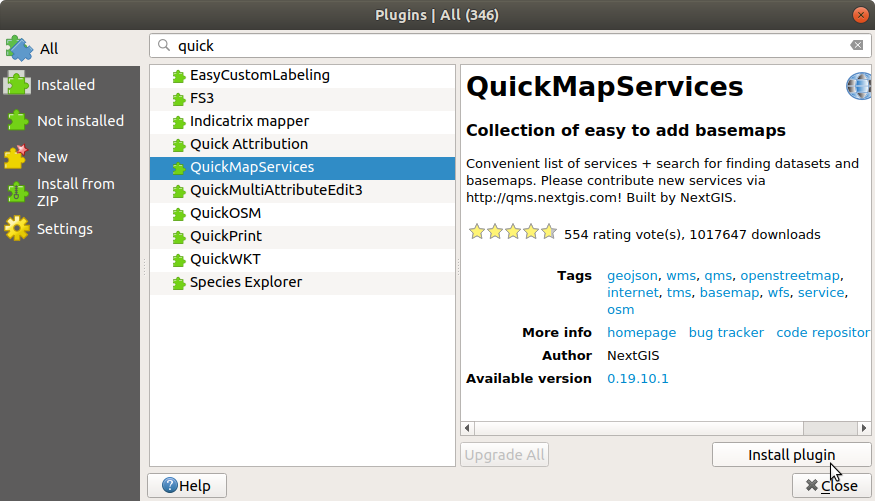 Plugins | All (346)
All
Installed
Not installed
New
Install from
ZIP
Settings
quick
EasyCustomLabeling
FS3
Indicatrix mapper
Quick Attribution
QuickMapServices
QuickMultiAttributeEdit3
QuickOSM
QuickPrint
QuickWKT
Species Explorer
QuickMapServices
Collection of easy to add basemaps
Convenient list of services + search for finding datasets and
basemaps. Please contribute new services via
http://qms.nextgis.com! Built by NextGIS.
554 rating vote(s), 1017647 downloads
Tags geojson, wms, qms, openstreetmap,
internet, tms, basemap, wfs, service,
osm
More info homepage bug tracker code repositor
Author NextGIS
Available version 0.19.10.1
Upgrade All
Install plugin
Help
Close